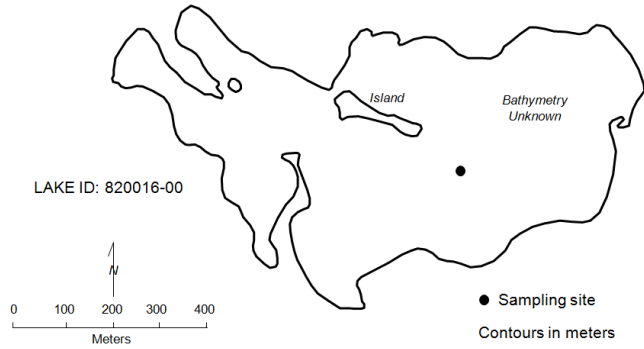 Island
Bathymetry
Unknown
LAKE ID: 820016-00
N
0 100 200 300 400
Meters
Sampling site
Contours in meters